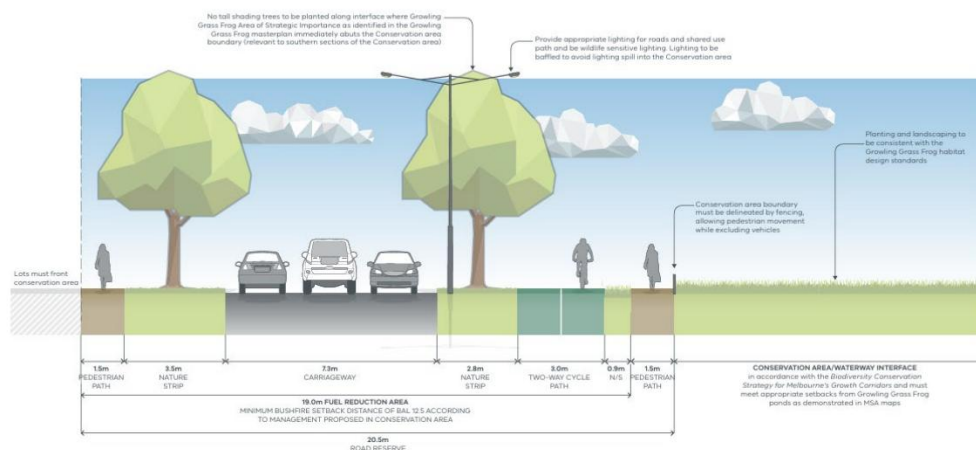 No tall shading trees to be planted along interface where Growling
Grass Frog Area of Strategic Importance as identified in the Growling
Grass Frog masterplan immediately abuts the Conservation area
boundary (relevant to southern sections of the Conservation area)
Provide appropriate lighting for roads and shared use
path and be wildlife sensitive lighting. Lighting to be
baffled to avoid lighting spill into the Conservation area
Planting and landscaping to
be consistent with the
Growling Grass Frog habitat
design standards
Conservation area boundary
must be delineated by fencing,
allowing pedestrian movement
while excluding vehicles
Lots must front
conservation area
1.5m
PEDESTRIAN
PATH
3.5m
NATURE
STRIP
7.3m
CARRIAGEWAY
2.8m
NATURE
STRIP
3.0m
TWO-WAY CYCLE
PATH
0.9m
N/S
1.5m
PEDESTRIAN
PATH
CONSERVATION AREA/WATERWAY INTERFACE
in accordance with the Biodiversity Conservation
Strategy for Melbourne's Growth Corridors and must
meet appropriate setbacks from Growling Grass Frog
ponds as demonstrated in MSA maps
19.0m FUEL REDUCTION AREA
MINIMUM BUSHFIRE SETBACK DISTANCE OF BAL 12.5 ACCORDING
TO MANAGEMENT PROPOSED IN CONSERVATION AREA
20.5m
ROAD RESERVE